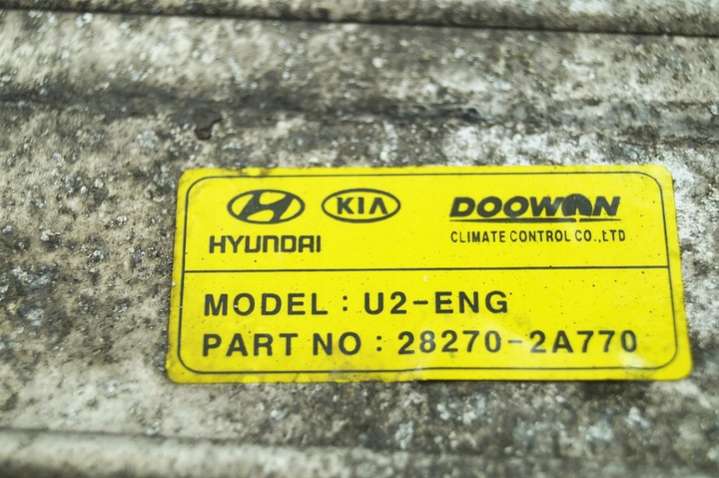 HYUNDAI KIA DOOWON
CLIMATE CONTROL CO.,LTD
MODEL : U2-ENG
PART NO : 28270-2A770